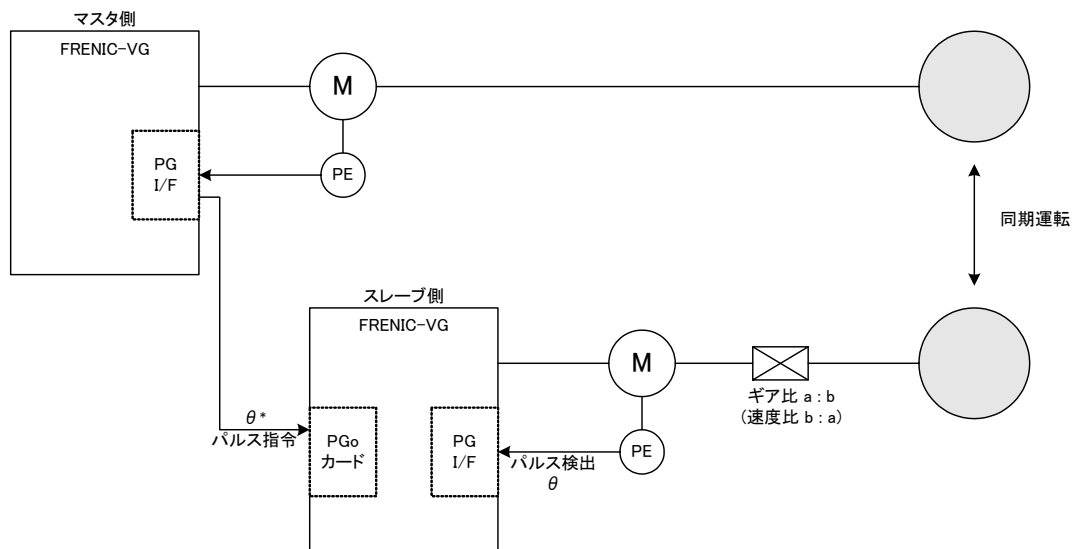 マスタ側
FRENIC-VG
M
PG
I/F
PE
同期運転
スレーブ側
FRENIC-VG
M
ギア比 a : b
(速度比 b : a)
θ*
パルス指令
PGo
カード
PG
I/F
パルス検出
θ
PE